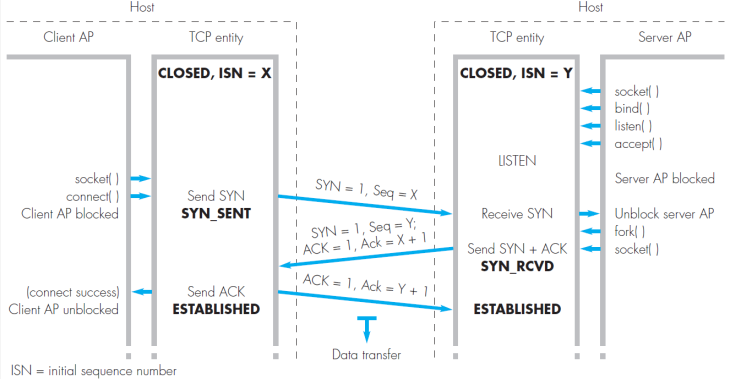 Host
Host
Client AP
TCP entity
TCP entity
Server AP
CLOSED, ISN = X
CLOSED, ISN = Y
socket( )
bind( )
listen( )
accept( )
LISTEN
socket( )
Server AP blocked
connect( )
Send SYN
SYN = 1, Seq = X
Client AP blocked
SYN_SENT
Receive SYN
Unblock server AP
SYN = 1, Seq = Y;
fork( )
ACK = 1, Ack = X + 1
Send SYN + ACK
socket( )
SYN_RCVD
(connect success)
Send ACK
ACK = 1, Ack = Y + 1
Client AP unblocked
ESTABLISHED
ESTABLISHED
Data transfer
ISN = initial sequence number